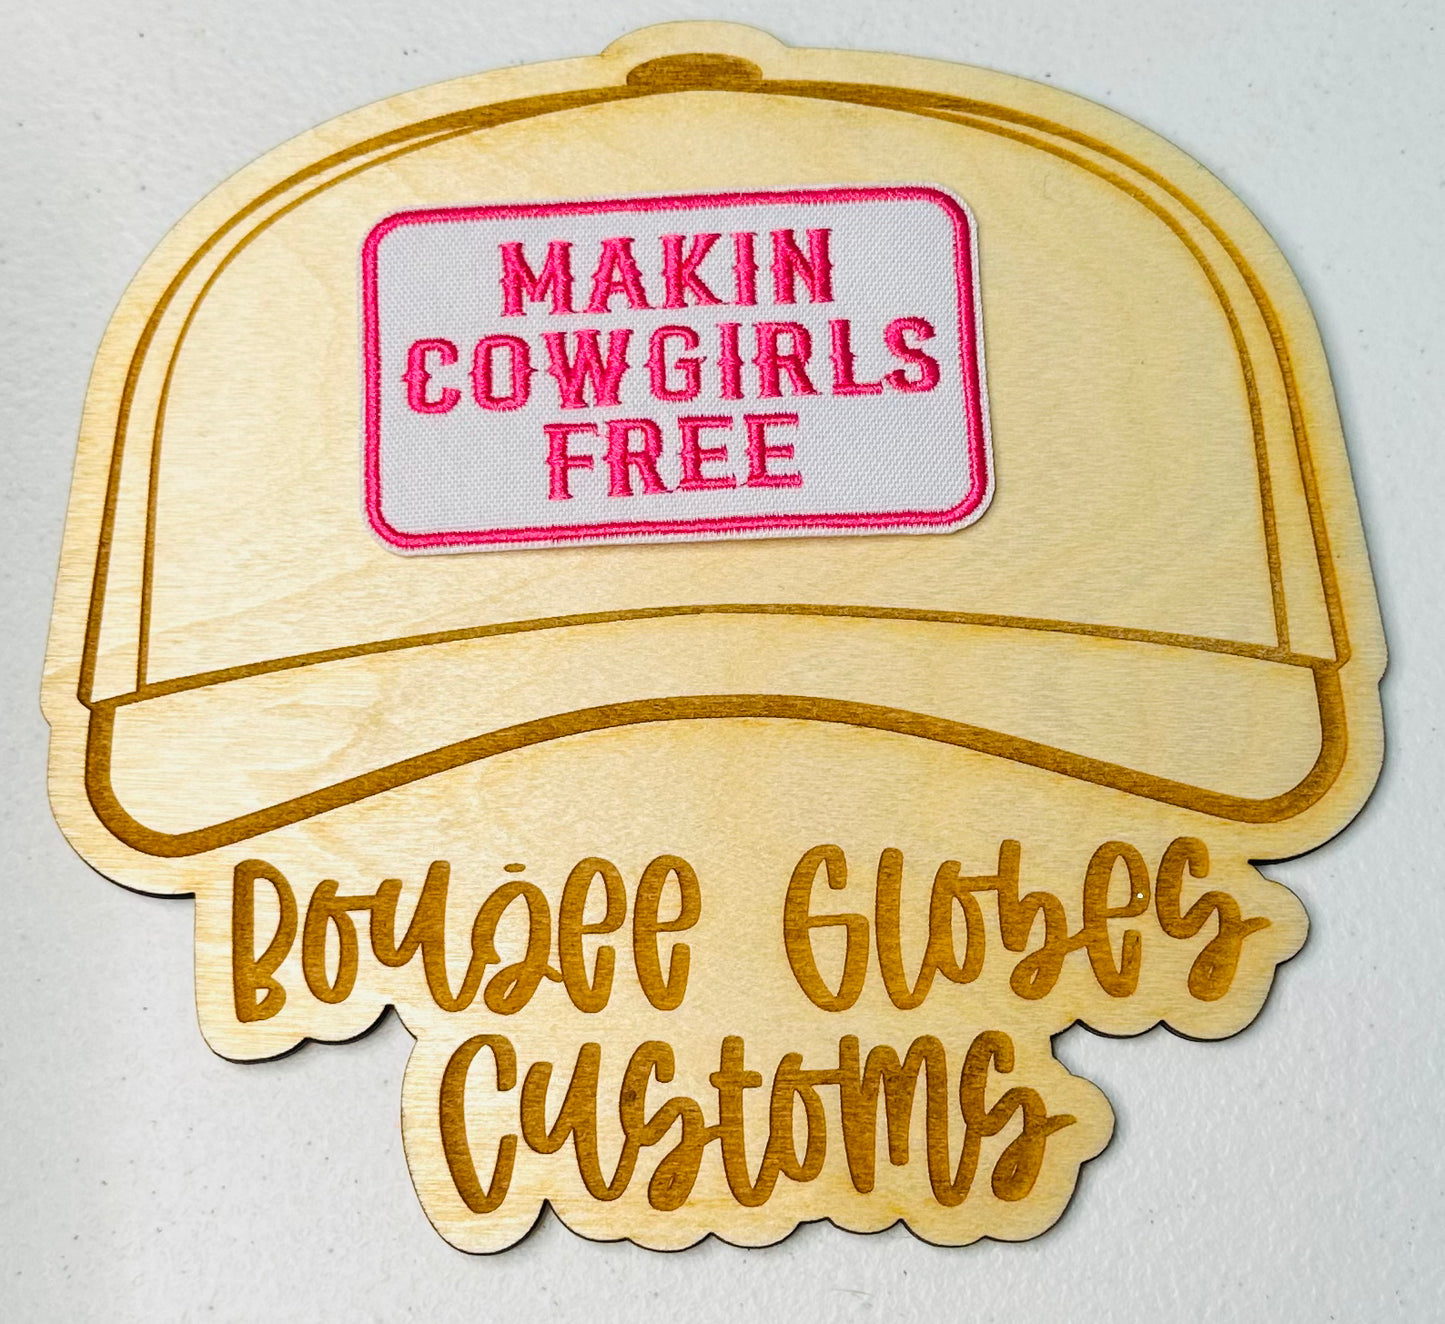 MAKIN
COWGIRLS
FREE
Boujee Globes
Customs